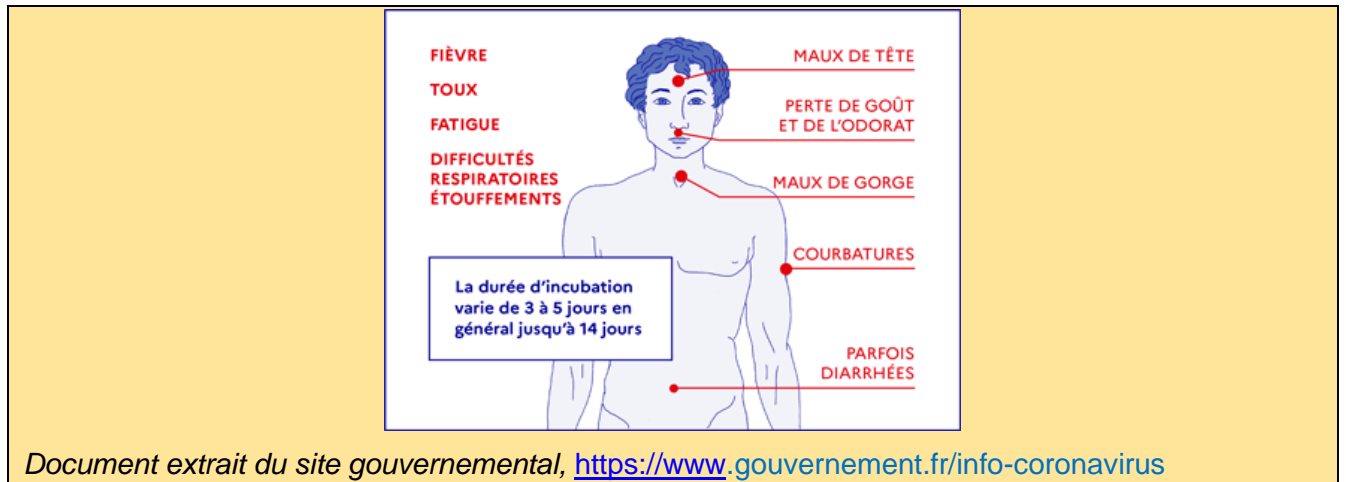 FIÈVRE
TOUX
FATIGUE
DIFFICULTÉS
RESPIRATOIRES
ÉTOUFFEMENTS
MAUX DE TÊTE
PERTE DE GOÛT
ET DE L'ODORAT
MAUX DE GORGE
COURBATURES
PARFOIS
DIARRHÉES
La durée d'incubation
varie de 3 à 5 jours en
général jusqu'à 14 jours
Document extrait du site gouvernemental, https://www.gouvernement.fr/info-coronavirus